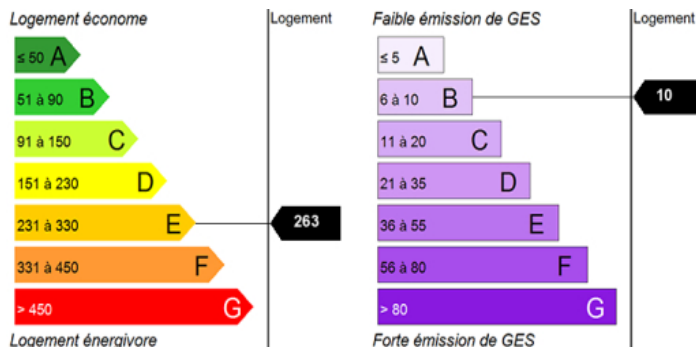 Logement économe
Logement
≤ 50 A
51 à 90 B
91 à 150 C
151 à 230 D
231 à 330 E
263
331 à 450 F
> 450 G
Logement énergivore
Faible émission de GES
Logement
≤ 5 A
6 à 10 B
10
11 à 20 C
21 à 35 D
36 à 55 E
56 à 80 F
> 80 G
Forte émission de GES